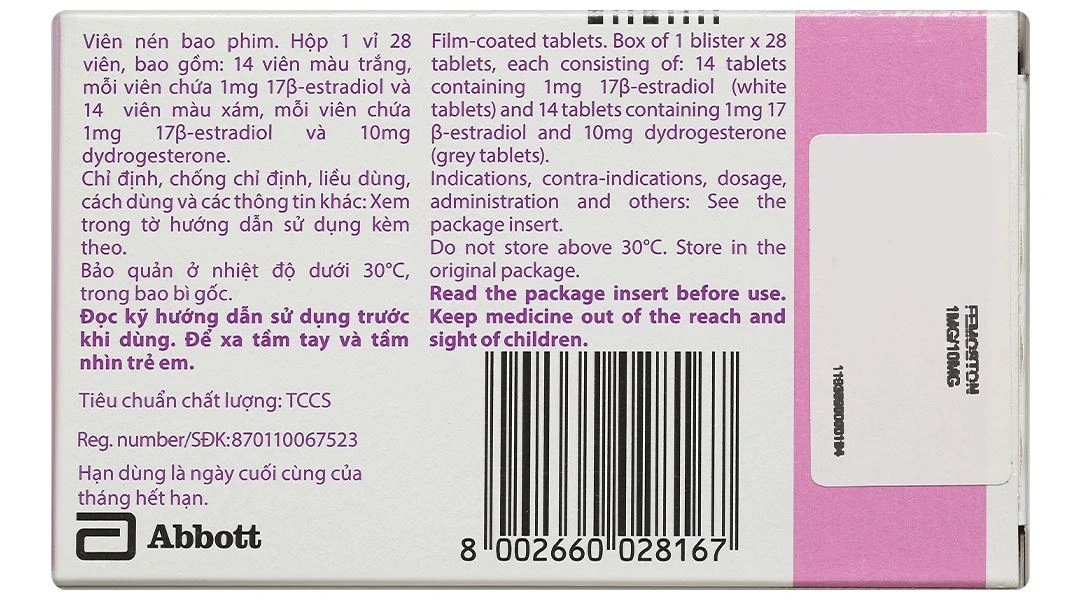 Viên nén bao phim. Hộp 1 vỉ 28
viên, bao gồm: 14 viên màu trắng,
mỗi viên chứa 1mg 17β-estradiol và
14 viên màu xám, mỗi viên chứa
1mg 17β-estradiol và 10mg
dydrogesterone.
Chỉ định, chống chỉ định, liều dùng,
cách dùng và các thông tin khác: Xem
trong tờ hướng dẫn sử dụng kèm
theo.
Bảo quản ở nhiệt độ dưới 30°C,
trong bao bì gốc.
Đọc kỹ hướng dẫn sử dụng trước
khi dùng. Để xa tầm tay và tầm
nhìn trẻ em.
Tiêu chuẩn chất lượng: TCCS
Reg. number/SĐK:870110067523
Hạn dùng là ngày cuối cùng của
tháng hết hạn.
Abbott
Film-coated tablets. Box of 1 blister x 28
tablets, each consisting of: 14 tablets
containing 1mg 17β-estradiol (white
tablets) and 14 tablets containing 1mg 17
β-estradiol and 10mg dydrogesterone
(grey tablets).
Indications, contra-indications, dosage,
administration and others: See the
package insert.
Do not store above 30°C. Store in the
original package.
Read the package insert before use.
Keep medicine out of the reach and
sight of children.
8 002660 028167
FEMOSTON
1MG/10MG